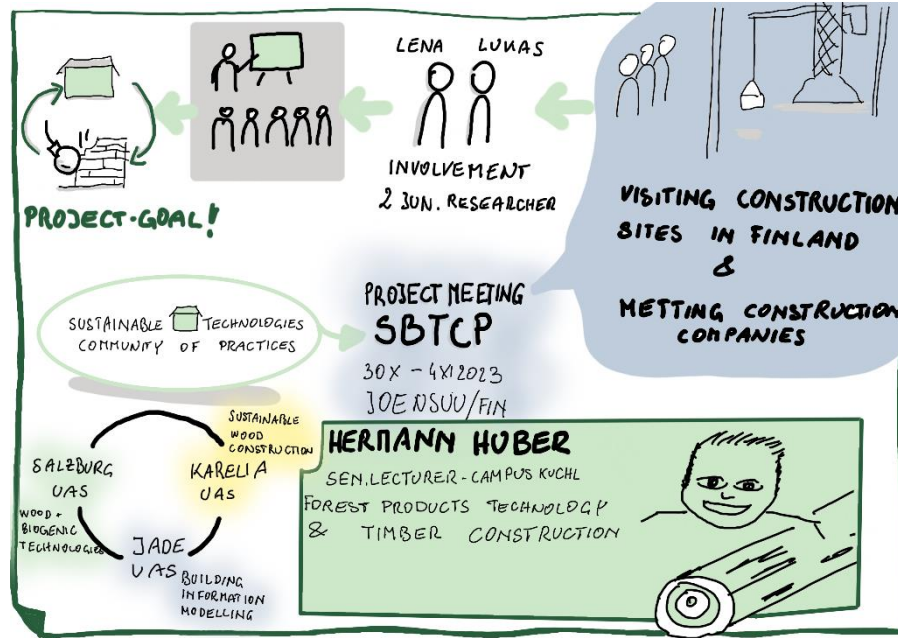 LENA LUKAS
INVOLVEMENT
2 JUN. RESEARCHER
PROJECT-GOAL!
VISITING CONSTRUCTION
SITES IN FINLAND
&
METTING CONSTRUCTION
COMPANIES
PROJECT MEETING
SBTCP
30X – 4XI2023
JOENSUU/FIN
SUSTAINABLE TECHNOLOGIES
COMMUNITY OF PRACTICES
SUSTAINABLE
WOOD
CONSTRUCTION
SALZBURG
UAS
KARELIA
UAS
WOOD +
BIOGENIC
TECHNOLOGIES
JADE
UAS
BUILDING
INFORMATION
MODELLING
HERMANN HUBER
SEN.LECTURER - CAMPUS KUCHL
FOREST PRODUCTS TECHNOLOGY
& TIMBER CONSTRUCTION